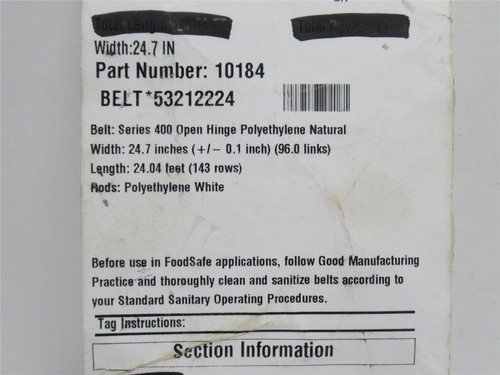 Width:24.7 IN
Part Number: 10184
BELT*53212224
Belt: Series 400 Open Hinge Polyethylene Natural
Width: 24.7 inches (+/- 0.1 inch) (96.0 links)
Length: 24.04 feet (143 rows)
Rods: Polyethylene White
Before use in FoodSafe applications, follow Good Manufacturing
Practice and thoroughly clean and sanitize belts according to
your Standard Sanitary Operating Procedures.
Tag Instructions:
Section Information